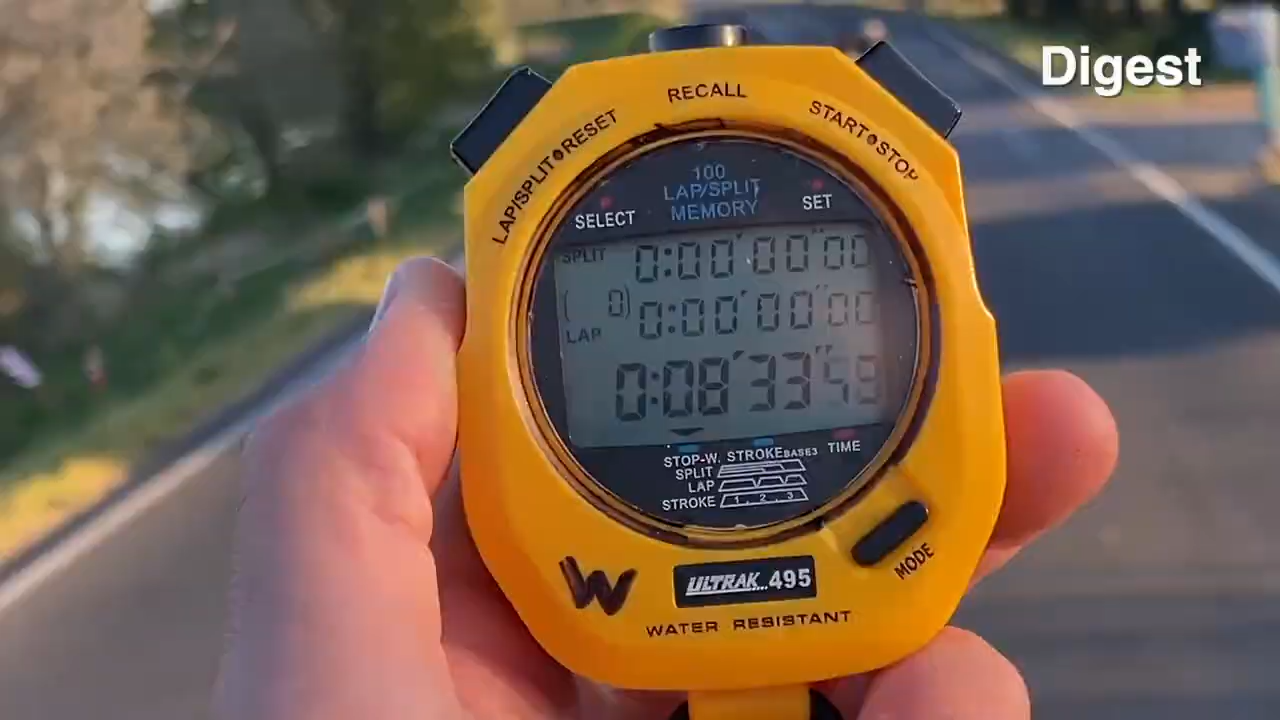 Digest
RECALL
LAP/SPLIT●RESET
START●STOP
100
LAP/SPLIT
MEMORY
SELECT
SET
SPLIT 0:00'00"00
( 0) 0:00'00"00
LAP
0:08'33"59
STOP-W. STROKE BASE3 TIME
SPLIT
LAP
STROKE 1 2 3
MODE
W
ULTRAK...495
WATER RESISTANT